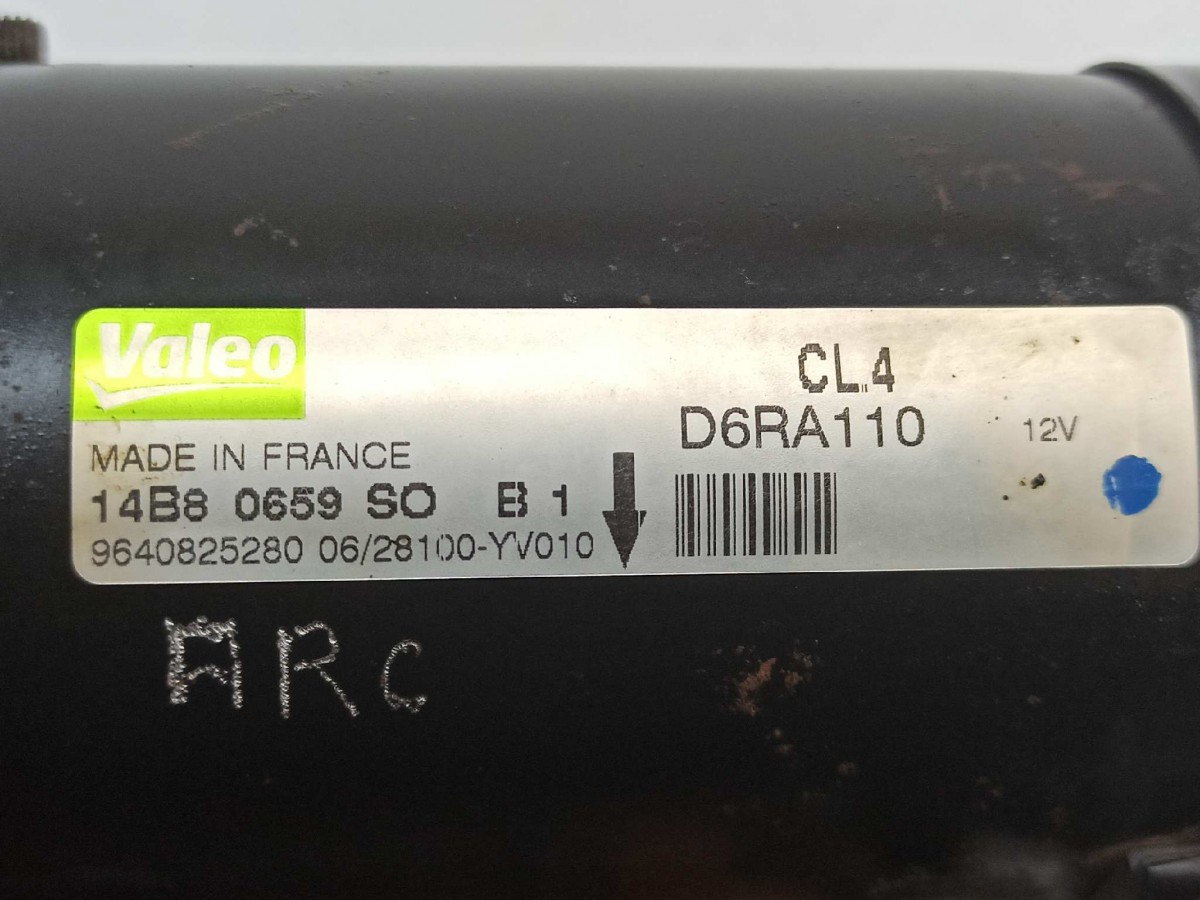 Valeo
CL4
D6RA110
12V
MADE IN FRANCE
14B8 0659 SO B 1
9640825280 06/28100-YV010
ARC